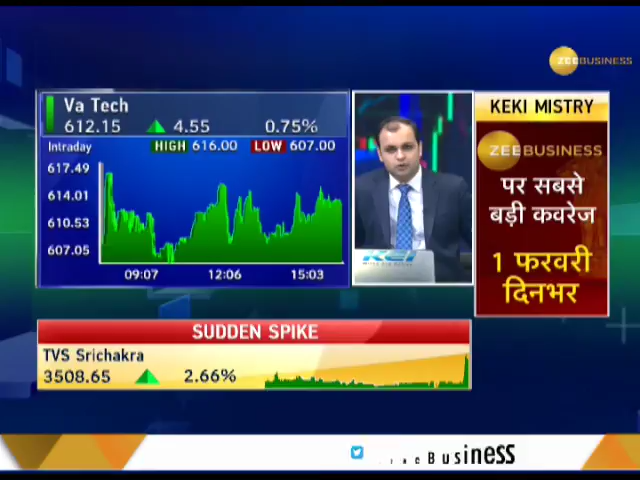 ZEEBUSINESS
Va Tech
612.15 4.55 0.75%
Intraday HIGH 616.00 LOW 607.00
617.49
614.01
610.53
607.05
09:07 12:06 15:03
KEI
KEKI MISTRY
ZEEBUSINESS
पर सबसे
बड़ी कवरेज
1 फरवरी
दिनभर
SUDDEN SPIKE
TVS Srichakra
3508.65 2.66%
BusinESS